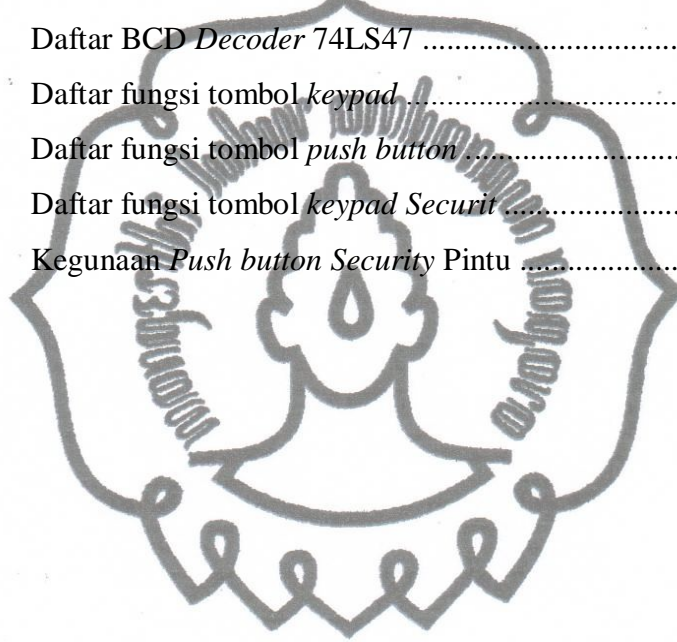 Daftar BCD Decoder 74LS47 ..............................
Daftar fungsi tombol keypad ..............................
Daftar fungsi tombol push button ........................
Daftar fungsi tombol keypad Securit ....................
Kegunaan Push button Security Pintu ..................